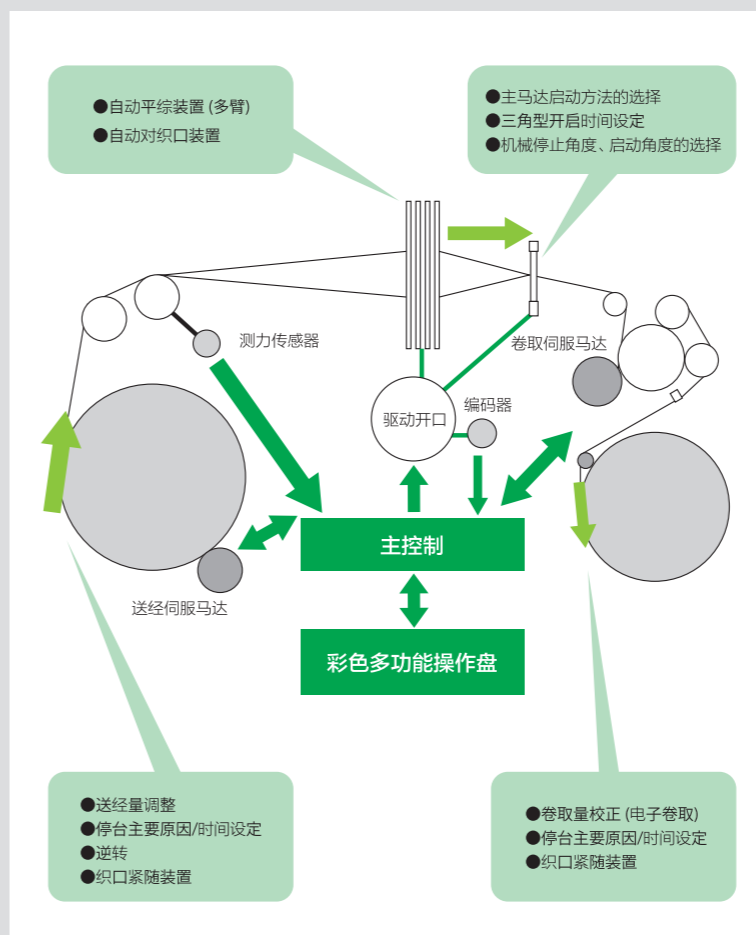 ●自动平综装置 (多臂)
●自动对织口装置
●主马达启动方法的选择
●三角型开启时间设定
●机械停止角度、启动角度的选择
测力传感器
卷取伺服马达
编码器
驱动开口
主控制
送经伺服马达
彩色多功能操作盘
●送经量调整
●停台主要原因/时间设定
●逆转
●织口紧随装置
●卷取量校正 (电子卷取)
●停台主要原因/时间设定
●织口紧随装置